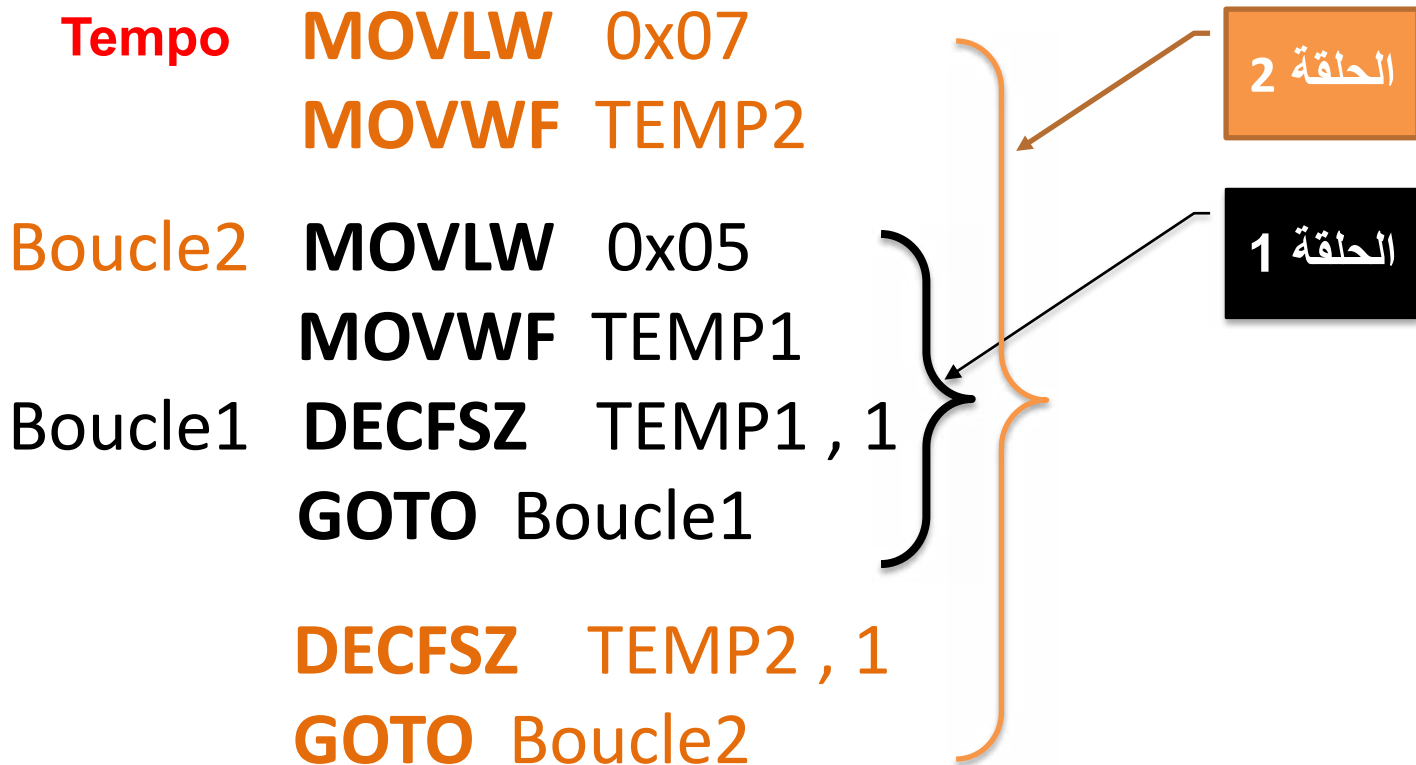 Tempo MOVLW 0x07
MOVWF TEMP2
Boucle2 MOVLW 0x05
MOVWF TEMP1
Boucle1 DECFSZ TEMP1 , 1
GOTO Boucle1
DECFSZ TEMP2 , 1
GOTO Boucle2
الحلقة 2
الحلقة 1